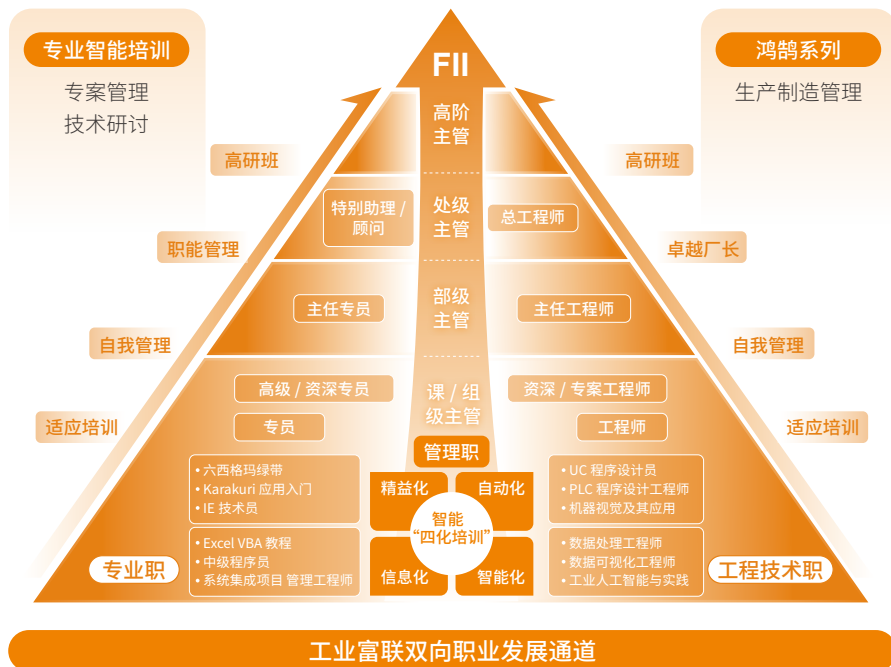 专业智能培训
专案管理
技术研讨
鸿鹄系列
生产制造管理
FII
高阶
主管
高研班
高研班
特别助理 /
顾问
处级
主管
总工程师
职能管理
卓越厂长
主任专员
部级
主管
主任工程师
自我管理
自我管理
高级 / 资深专员
课 / 组
级主管
资深 / 专案工程师
适应培训
专员
工程师
适应培训
管理职
• 六西格玛绿带
• Karakuri 应用入门
• IE 技术员
精益化
自动化
• UC 程序设计员
• PLC 程序设计工程师
• 机器视觉及其应用
智能
“四化培训”
专业职
• Excel VBA 教程
• 中级程序员
• 系统集成项目 管理工程师
信息化
智能化
• 数据处理工程师
• 数据可视化工程师
• 工业人工智能与实践
工程技术职
工业富联双向职业发展通道